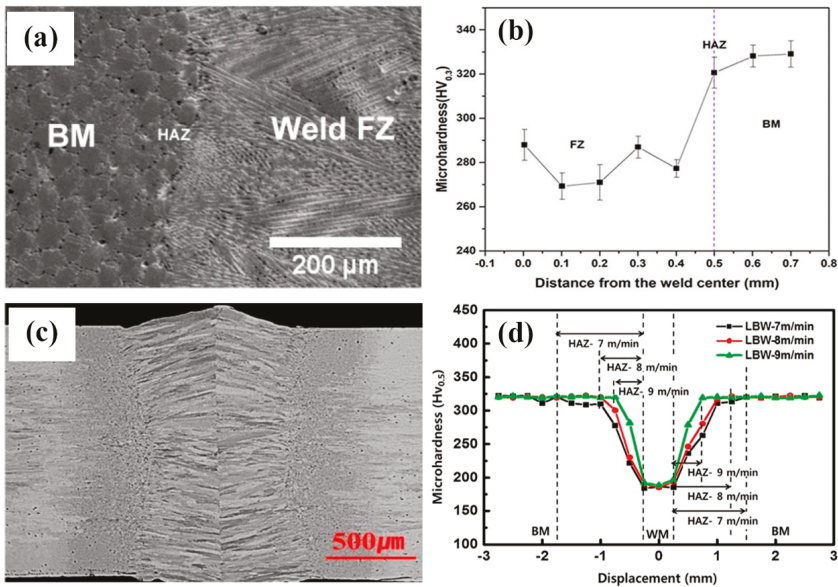 (a)
BM
HAZ
Weld FZ
200 μm
(b)
Microhardness(HV0.3)
340
320
300
280
260
240
HAZ
FZ
BM
-0.1 0.0 0.1 0.2 0.3 0.4 0.5 0.6 0.7 0.8
Distance from the weld center (mm)
(c)
500μm
(d)
Microhardness (Hv0.5)
450
400
350
300
250
200
150
100
LBW-7m/min
LBW-8m/min
LBW-9m/min
HAZ- 7 m/min
HAZ- 8 m/min
HAZ- 9 m/min
HAZ- 9 m/min
HAZ- 8 m/min
HAZ- 7 m/min
BM WM BM
-3 -2 -1 0 1 2 3
Displacement (mm)